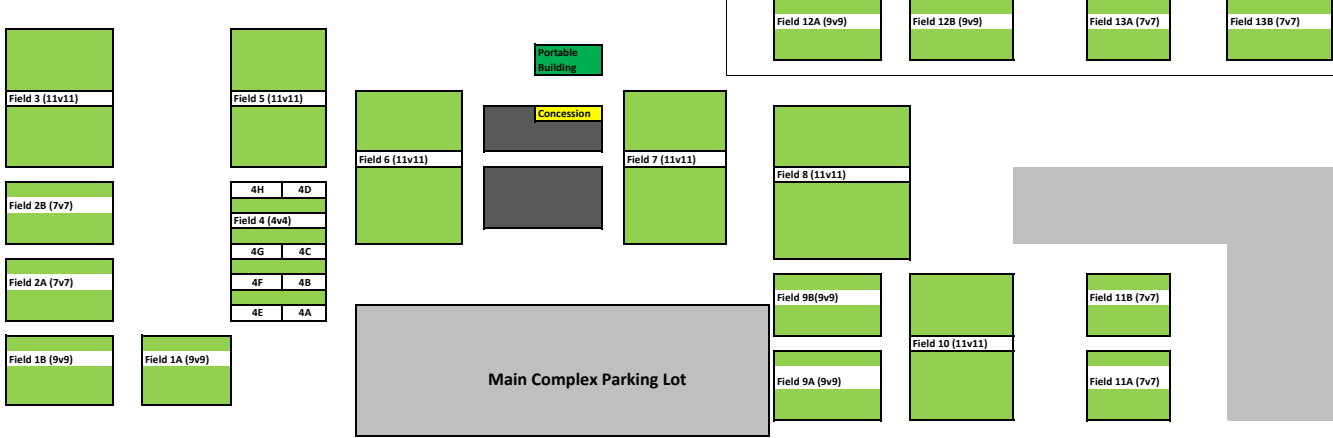 Field 12A (9v9) Field 12B (9v9) Field 13A (7v7) Field 13B (7v7)
Portable
Building
Field 3 (11v11) Field 5 (11v11)
Concession
Field 6 (11v11) Field 7 (11v11)
Field 8 (11v11)
4H 4D
Field 2B (7v7)
Field 4 (4v4)
4G 4C
Field 2A (7v7) 4F 4B
Field 9B(9v9) Field 11B (7v7)
4E 4A
Field 10 (11v11)
Field 1B (9v9) Field 1A (9v9)
Main Complex Parking Lot
Field 9A (9v9) Field 11A (7v7)